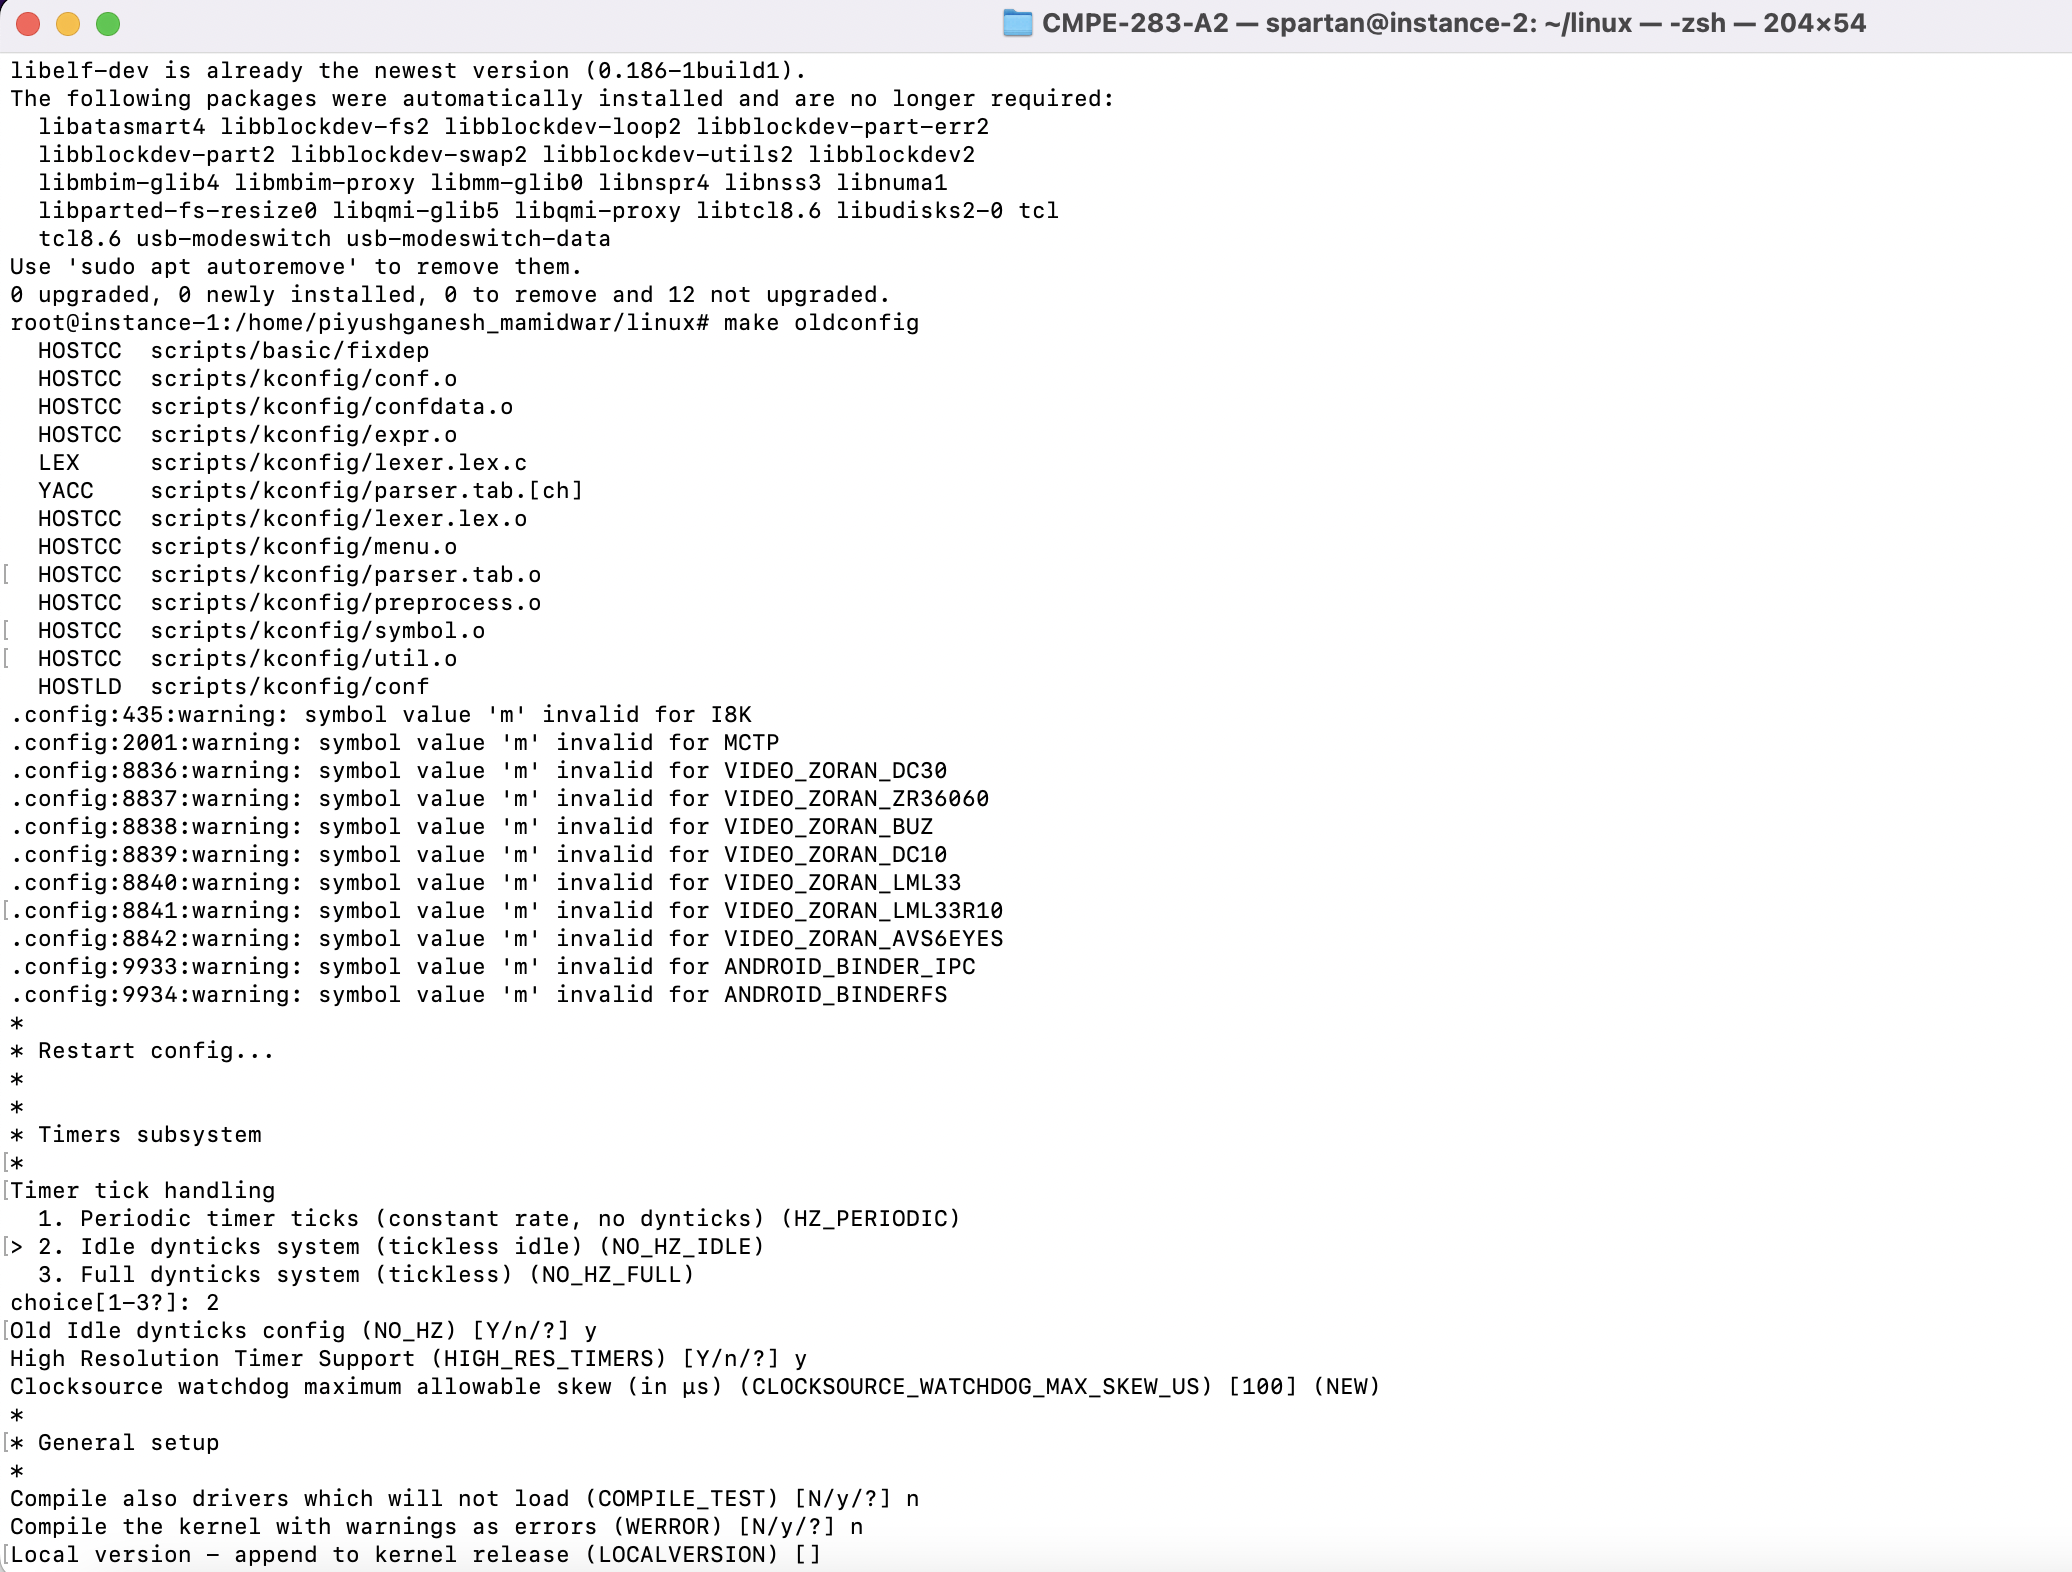 CMPE-283-A2 — spartan@instance-2: ~/linux — -zsh — 204×54
libelf-dev is already the newest version (0.186-1build1).
The following packages were automatically installed and are no longer required:
  libatasmart4 libblockdev-fs2 libblockdev-loop2 libblockdev-part-err2
  libblockdev-part2 libblockdev-swap2 libblockdev-utils2 libblockdev2
  libmbim-glib4 libmbim-proxy libmm-glib0 libnspr4 libnss3 libnuma1
  libparted-fs-resize0 libqmi-glib5 libqmi-proxy libtcl8.6 libudisks2-0 tcl
  tcl8.6 usb-modeswitch usb-modeswitch-data
Use 'sudo apt autoremove' to remove them.
0 upgraded, 0 newly installed, 0 to remove and 12 not upgraded.
root@instance-1:/home/piyushganesh_mamidwar/linux# make oldconfig
  HOSTCC  scripts/basic/fixdep
  HOSTCC  scripts/kconfig/conf.o
  HOSTCC  scripts/kconfig/confdata.o
  HOSTCC  scripts/kconfig/expr.o
  LEX     scripts/kconfig/lexer.lex.c
  YACC    scripts/kconfig/parser.tab.[ch]
  HOSTCC  scripts/kconfig/lexer.lex.o
  HOSTCC  scripts/kconfig/menu.o
[ HOSTCC  scripts/kconfig/parser.tab.o
  HOSTCC  scripts/kconfig/preprocess.o
[ HOSTCC  scripts/kconfig/symbol.o
[ HOSTCC  scripts/kconfig/util.o
  HOSTLD  scripts/kconfig/conf
.config:435:warning: symbol value 'm' invalid for I8K
.config:2001:warning: symbol value 'm' invalid for MCTP
.config:8836:warning: symbol value 'm' invalid for VIDEO_ZORAN_DC30
.config:8837:warning: symbol value 'm' invalid for VIDEO_ZORAN_ZR36060
.config:8838:warning: symbol value 'm' invalid for VIDEO_ZORAN_BUZ
.config:8839:warning: symbol value 'm' invalid for VIDEO_ZORAN_DC10
.config:8840:warning: symbol value 'm' invalid for VIDEO_ZORAN_LML33
[.config:8841:warning: symbol value 'm' invalid for VIDEO_ZORAN_LML33R10
.config:8842:warning: symbol value 'm' invalid for VIDEO_ZORAN_AVS6EYES
.config:9933:warning: symbol value 'm' invalid for ANDROID_BINDER_IPC
.config:9934:warning: symbol value 'm' invalid for ANDROID_BINDERFS
*
* Restart config...
*
*
* Timers subsystem
[*
[Timer tick handling
  1. Periodic timer ticks (constant rate, no dynticks) (HZ_PERIODIC)
[> 2. Idle dynticks system (tickless idle) (NO_HZ_IDLE)
  3. Full dynticks system (tickless) (NO_HZ_FULL)
choice[1-3?]: 2
[Old Idle dynticks config (NO_HZ) [Y/n/?] y
High Resolution Timer Support (HIGH_RES_TIMERS) [Y/n/?] y
Clocksource watchdog maximum allowable skew (in µs) (CLOCKSOURCE_WATCHDOG_MAX_SKEW_US) [100] (NEW)
*
[* General setup
*
Compile also drivers which will not load (COMPILE_TEST) [N/y/?] n
Compile the kernel with warnings as errors (WERROR) [N/y/?] n
[Local version - append to kernel release (LOCALVERSION) []